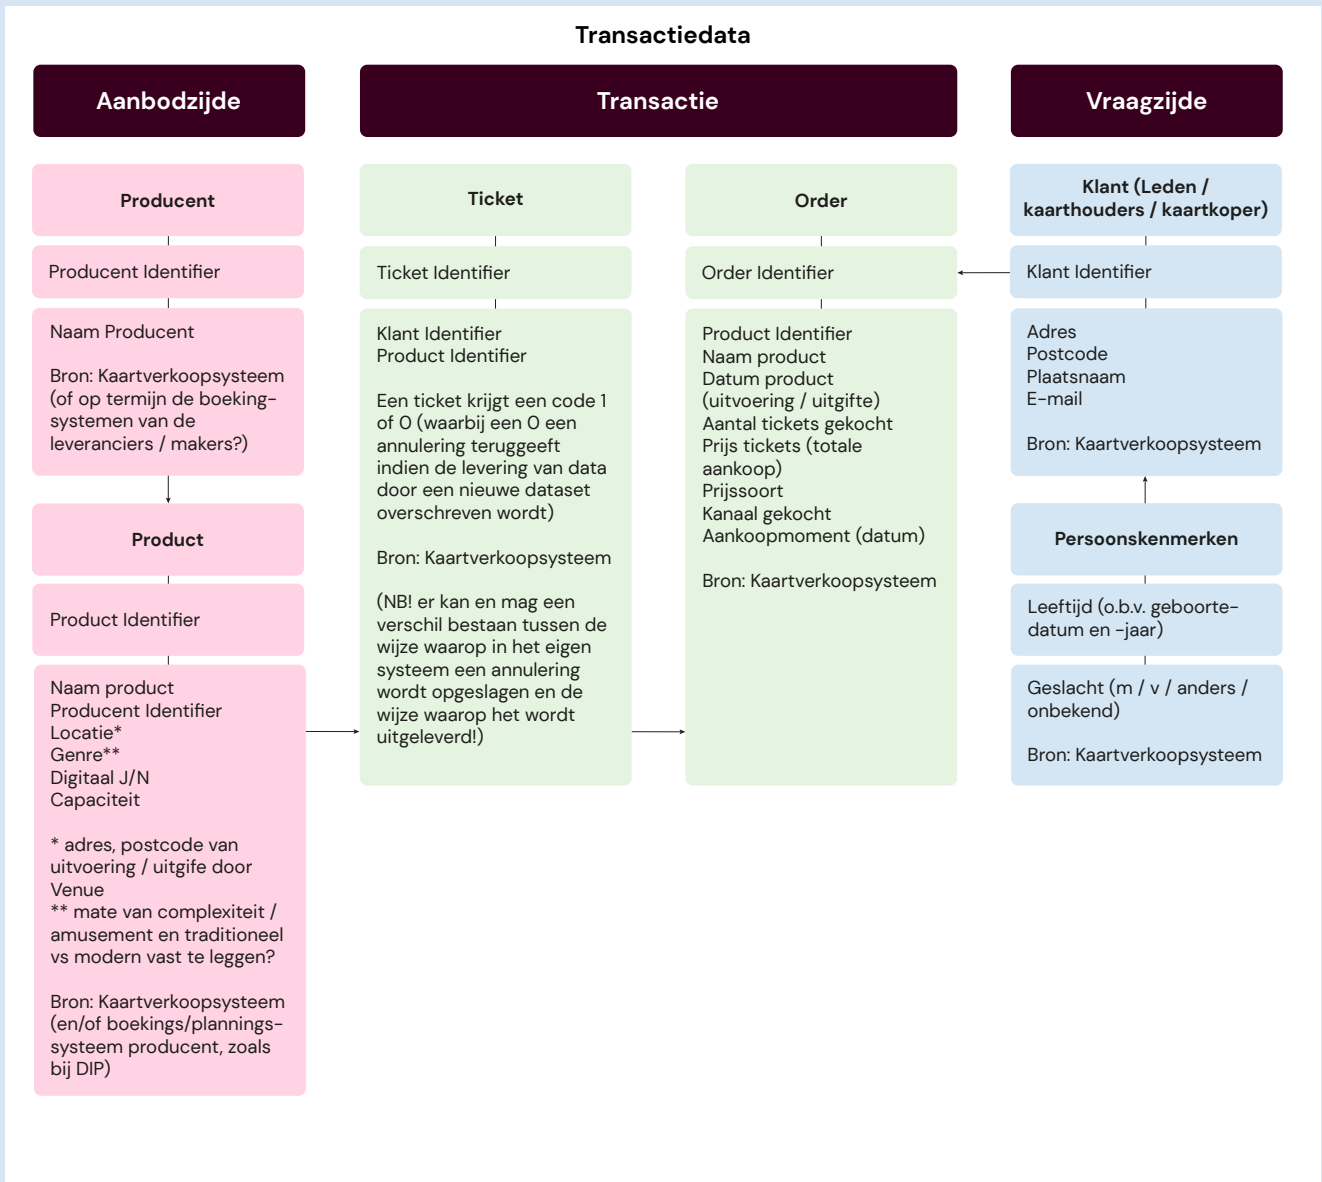 Transactiedata
Aanbodzijde
Producent
Producent Identifier
Naam Producent
Bron: Kaartverkoopsysteem
(of op termijn de boeking-
systemen van de
leveranciers / makers?)
Product
Product Identifier
Naam product
Producent Identifier
Locatie*
Genre**
Digitaal J/N
Capaciteit
* adres, postcode van
uitvoering / uitgife door
Venue
** mate van complexiteit /
amusement en traditioneel
vs modern vast te leggen?
Bron: Kaartverkoopsysteem
(en/of boekings/plannings-
systeem producent, zoals
bij DIP)
Transactie
Ticket
Ticket Identifier
Klant Identifier
Product Identifier
Een ticket krijgt een code 1
of 0 (waarbij een 0 een
annulering teruggeeft
indien de levering van data
door een nieuwe dataset
overschreven wordt)
Bron: Kaartverkoopsysteem
(NB! er kan en mag een
verschil bestaan tussen de
wijze waarop in het eigen
systeem een annulering
wordt opgeslagen en de
wijze waarop het wordt
uitgeleverd!)
Order
Order Identifier
Product Identifier
Naam product
Datum product
(uitvoering / uitgifte)
Aantal tickets gekocht
Prijs tickets (totale
aankoop)
Prijssoort
Kanaal gekocht
Aankoopmoment (datum)
Bron: Kaartverkoopsysteem
Vraagzijde
Klant (Leden /
kaarthouders / kaartkoper)
Klant Identifier
Adres
Postcode
Plaatsnaam
E-mail
Bron: Kaartverkoopsysteem
Persoonskenmerken
Leeftijd (o.b.v. geboorte-
datum en -jaar)
Geslacht (m / v / anders /
onbekend)
Bron: Kaartverkoopsysteem